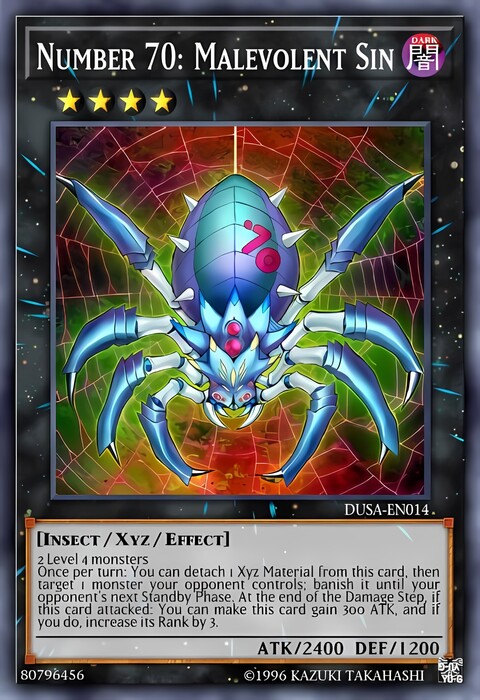 Number 70: Malevolent Sin
DARK
闇
70
DUSA-EN014
[Insect / Xyz / Effect]
2 Level 4 monsters
Once per turn: You can detach 1 Xyz Material from this card, then
target 1 monster your opponent controls; banish it until your
opponent's next Standby Phase. At the end of the Damage Step, if
this card attacked: You can make this card gain 300 ATK, and if
you do, increase its Rank by 3.
ATK/2400 DEF/1200
80796456
©1996 KAZUKI TAKAHASHI